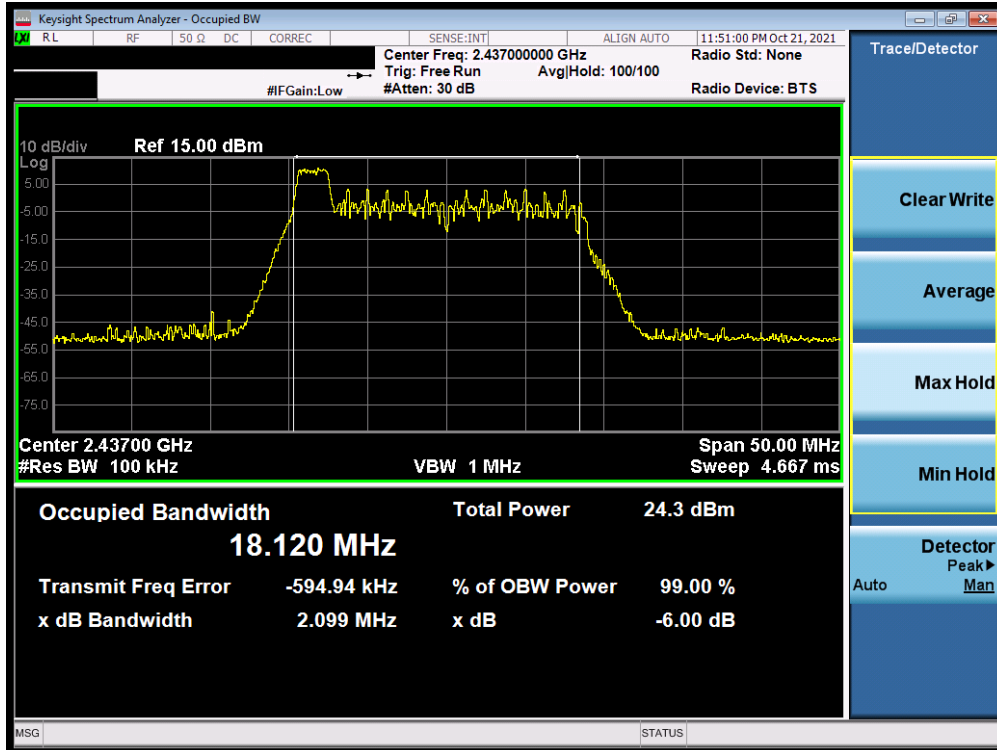 Keysight Spectrum Analyzer - Occupied BW
LXI RL RF 50 Ω DC CORREC SENSE:INT ALIGN AUTO 11:51:00 PM Oct 21, 2021
Center Freq: 2.437000000 GHz Radio Std: None
Trig: Free Run Avg|Hold: 100/100
#IFGain:Low #Atten: 30 dB Radio Device: BTS
10 dB/div Ref 15.00 dBm
Log
5.00
-5.00
-15.0
-25.0
-35.0
-45.0
-55.0
-65.0
-75.0
Center 2.43700 GHz Span 50.00 MHz
#Res BW 100 kHz VBW 1 MHz Sweep 4.667 ms
Occupied Bandwidth Total Power 24.3 dBm
18.120 MHz
Transmit Freq Error -594.94 kHz % of OBW Power 99.00 %
x dB Bandwidth 2.099 MHz x dB -6.00 dB
Trace/Detector
Clear Write
Average
Max Hold
Min Hold
Detector
Peak▶
Auto Man
MSG STATUS